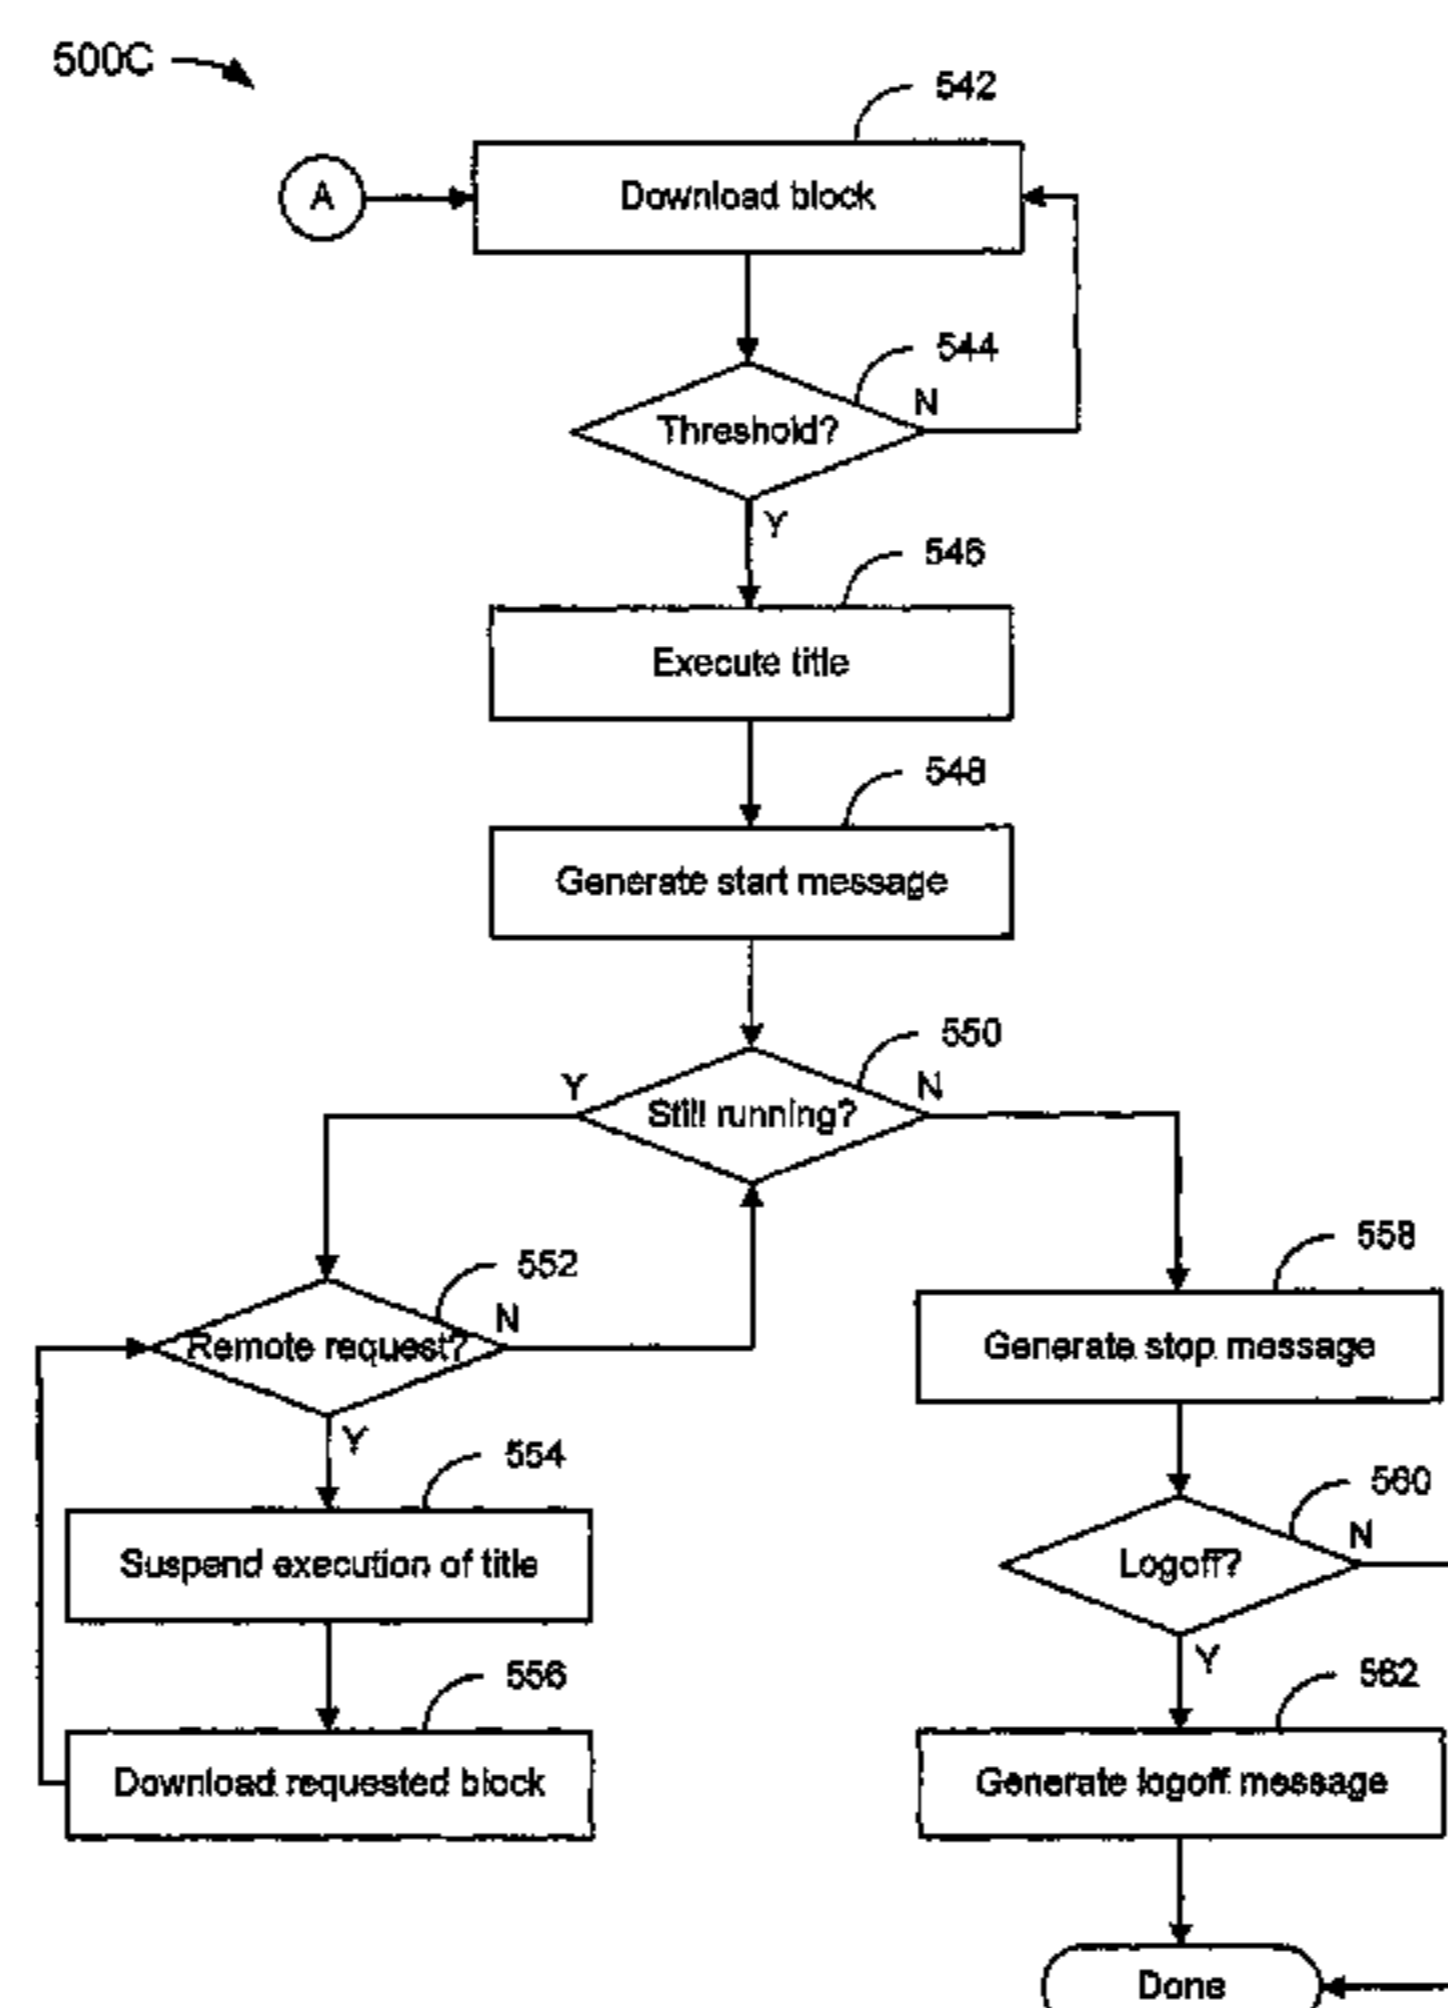 500C
542
A
Download block
544
Threshold?
N
Y
546
Execute title
548
Generate start message
550
Y
Still running?
N
552
Remote request?
N
Y
554
Suspend execution of title
556
Download requested block
558
Generate stop message
560
Logoff?
N
Y
562
Generate logoff message
Done